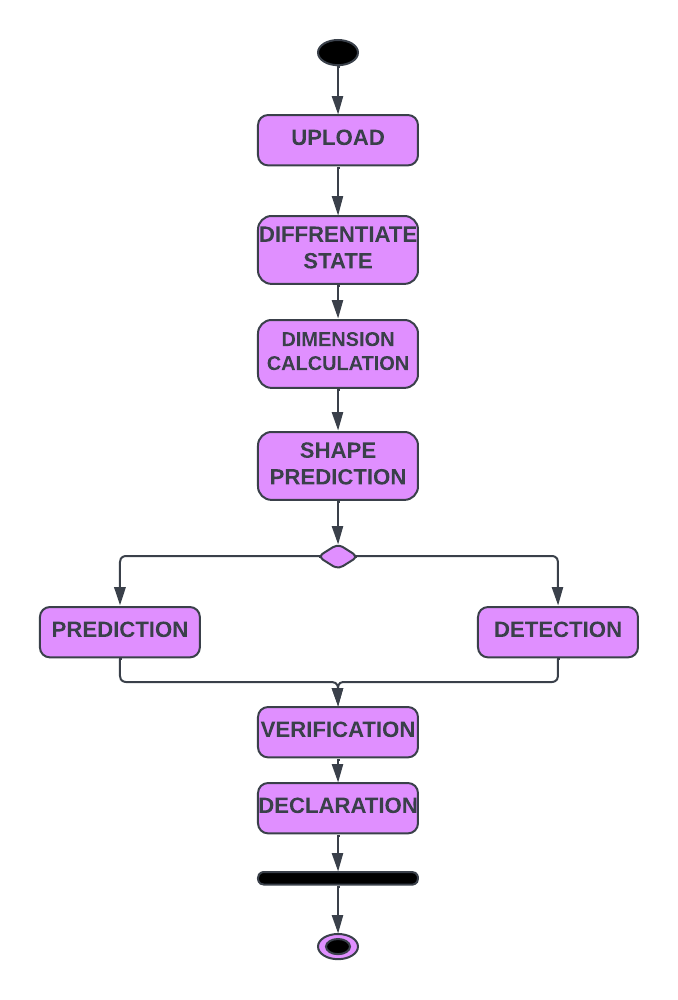 UPLOAD
DIFFRENTIATE
STATE
DIMENSION
CALCULATION
SHAPE
PREDICTION
PREDICTION
DETECTION
VERIFICATION
DECLARATION